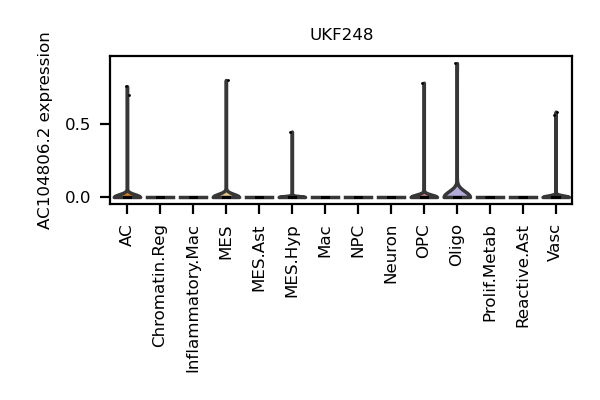 UKF248
AC104806.2 expression
0.5
0.0
AC
Chromatin.Reg
Inflammatory.Mac
MES
MES.Ast
MES.Hyp
Mac
NPC
Neuron
OPC
Oligo
Prolif.Metab
Reactive.Ast
Vasc